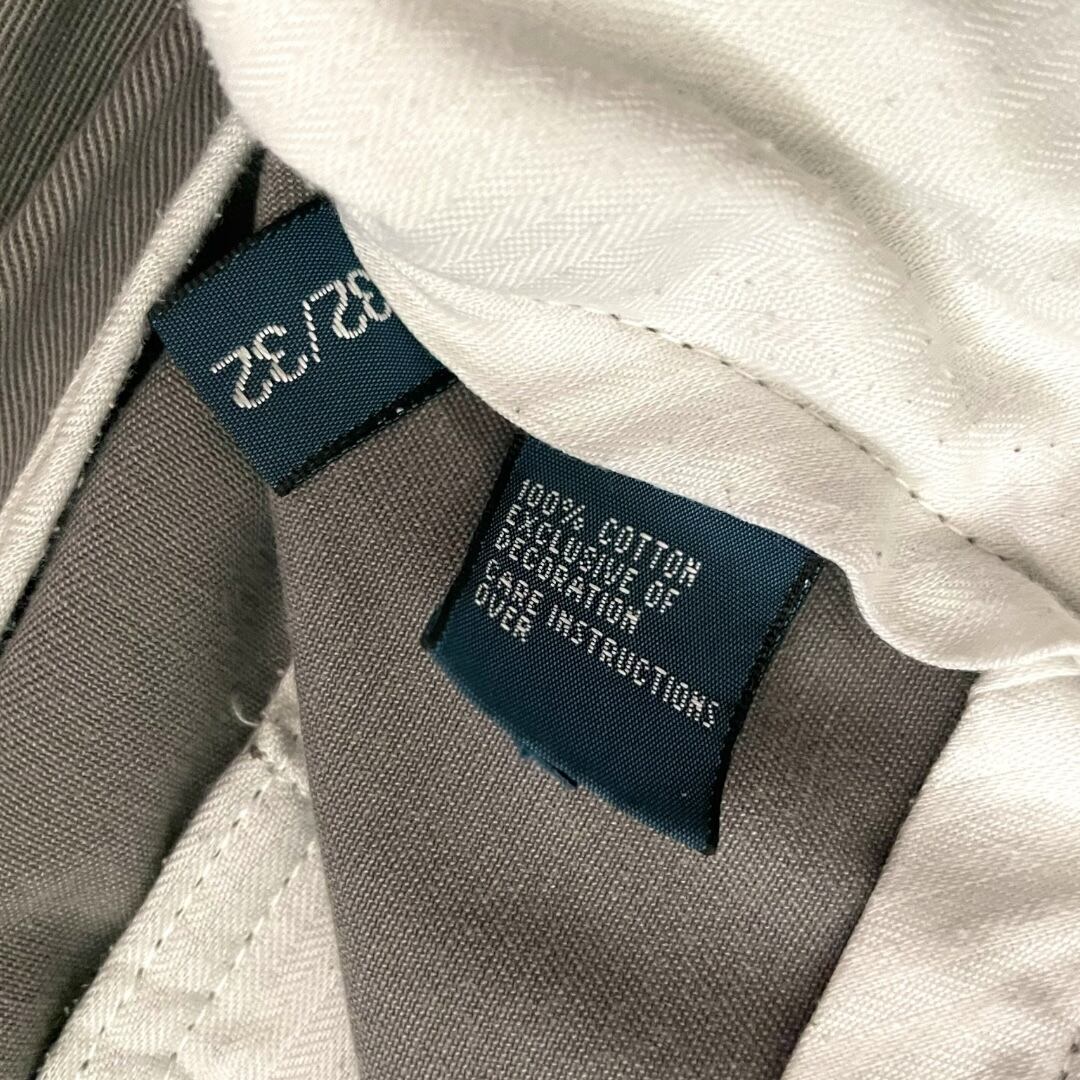 32/32
100% COTTON
EXCLUSIVE OF
DECORATION
CARE INSTRUCTIONS
OVER